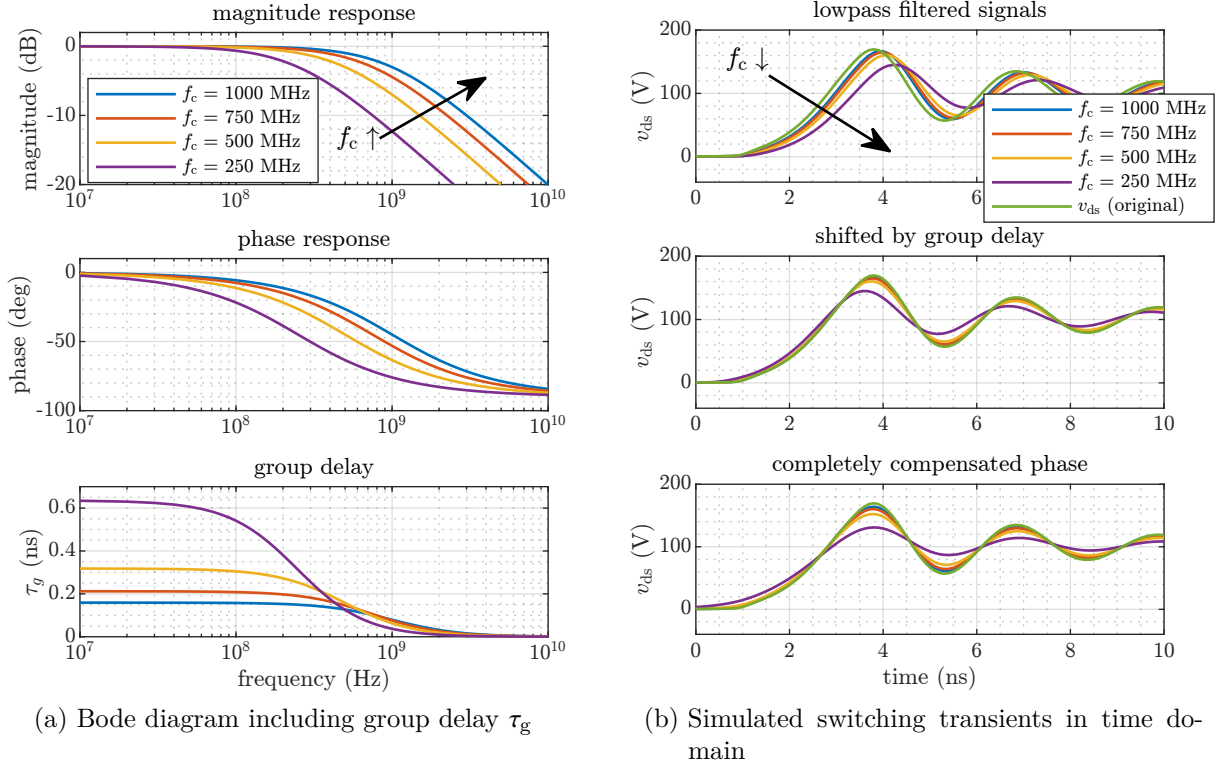 magnitude response
magnitude (dB)
0
-10
-20
f_c = 1000 MHz
f_c = 750 MHz
f_c = 500 MHz
f_c = 250 MHz
f_c ↑
10^7 10^8 10^9 10^10
phase response
phase (deg)
0
-50
-100
10^7 10^8 10^9 10^10
group delay
τ_g (ns)
0.6
0.4
0.2
0
10^7 10^8 10^9 10^10
frequency (Hz)
(a) Bode diagram including group delay τ_g
lowpass filtered signals
v_ds (V)
200
100
0
f_c ↓
f_c = 1000 MHz
f_c = 750 MHz
f_c = 500 MHz
f_c = 250 MHz
v_ds (original)
0 2 4 6
shifted by group delay
v_ds (V)
200
100
0
0 2 4 6 8 10
completely compensated phase
v_ds (V)
200
100
0
0 2 4 6 8 10
time (ns)
(b) Simulated switching transients in time do-
main